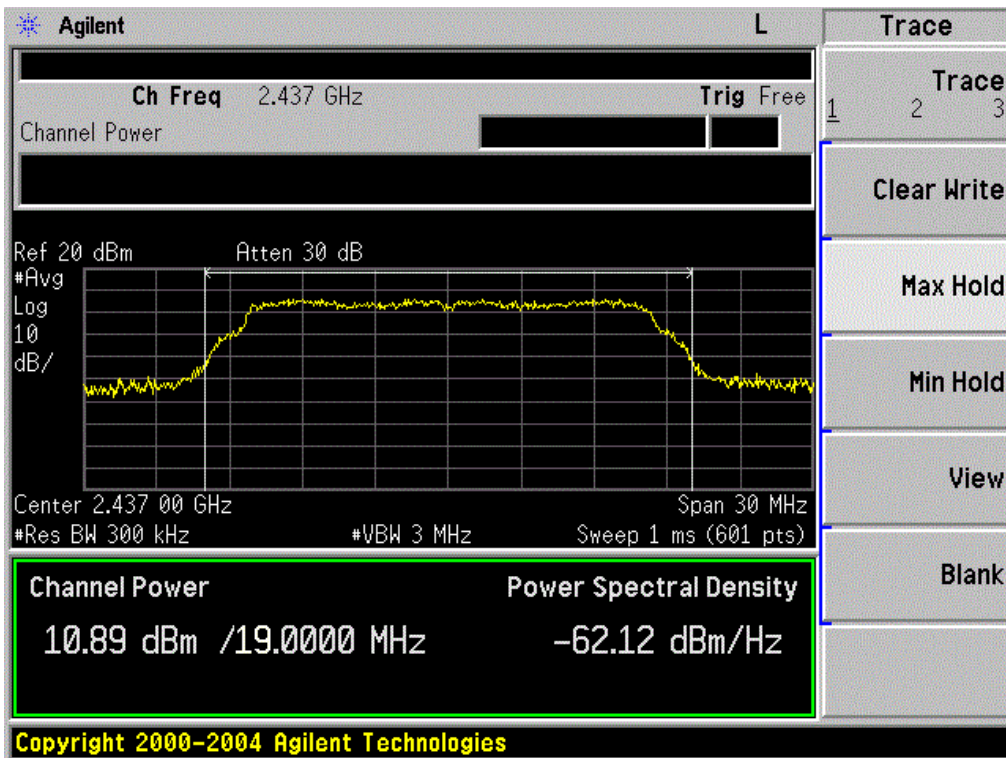 Agilent L Trace
Ch Freq 2.437 GHz Trig Free
Channel Power
Trace
1 2 3
Clear Write
Ref 20 dBm Atten 30 dB
#Avg
Log
10
dB/
Max Hold
Min Hold
View
Center 2.437 00 GHz Span 30 MHz
#Res BW 300 kHz #VBW 3 MHz Sweep 1 ms (601 pts)
Blank
Channel Power Power Spectral Density
10.89 dBm /19.0000 MHz -62.12 dBm/Hz
Copyright 2000-2004 Agilent Technologies